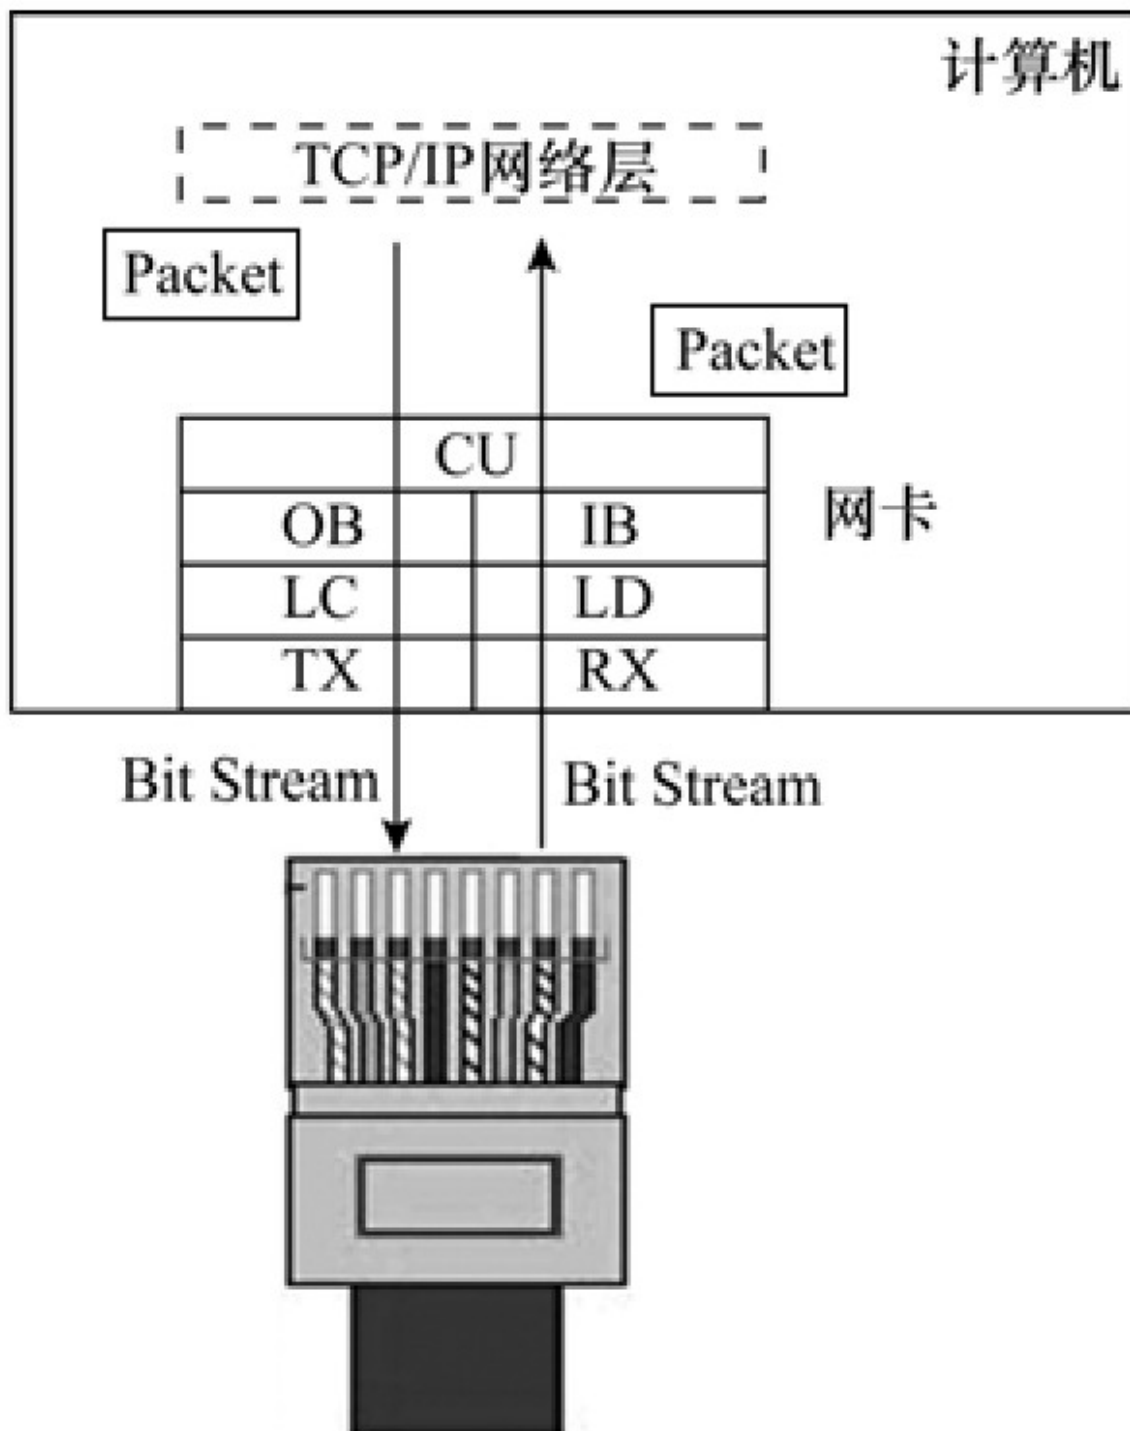 计算机
TCP/IP网络层
Packet
Packet
CU
OB IB
网卡
LC LD
TX RX
Bit Stream Bit Stream